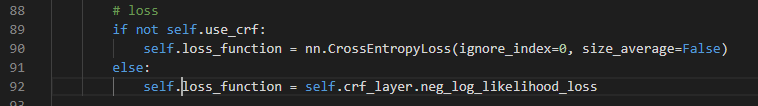 88 # loss
89 if not self.use_crf:
90 self.loss_function = nn.CrossEntropyLoss(ignore_index=0, size_average=False)
91 else:
92 self.loss_function = self.crf_layer.neg_log_likelihood_loss
93